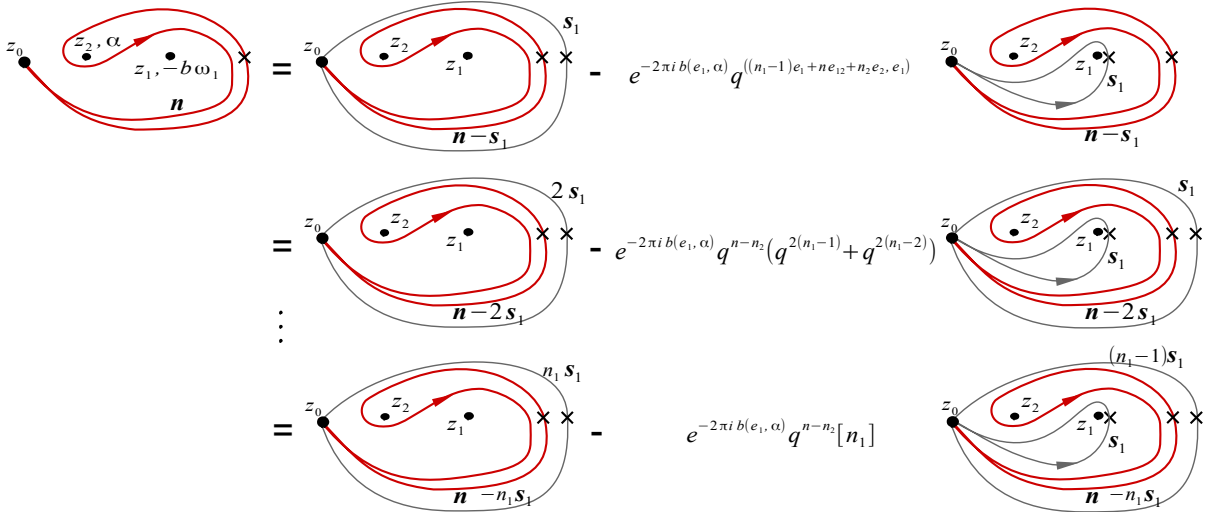 z₀ z₂, α z₁, −b ω₁ n = z₀ z₂ z₁ s₁ n − s₁ - e^{−2πi b(e₁, α)} q^{((n₁−1)e₁+n e₁₂+n₂e₂, e₁)} z₀ z₂ z₁ s₁ n − s₁
= z₀ z₂ z₁ 2 s₁ n − 2 s₁ - e^{−2πi b(e₁, α)} q^{n−n₂}(q^{2(n₁−1)} + q^{2(n₁−2)}) z₀ z₂ z₁ s₁ s₁ n − 2 s₁
⋮
= z₀ z₂ z₁ n₁ s₁ n − n₁ s₁ - e^{−2πi b(e₁, α)} q^{n−n₂}[n₁] z₀ z₂ z₁ s₁ (n₁−1) s₁ n − n₁ s₁